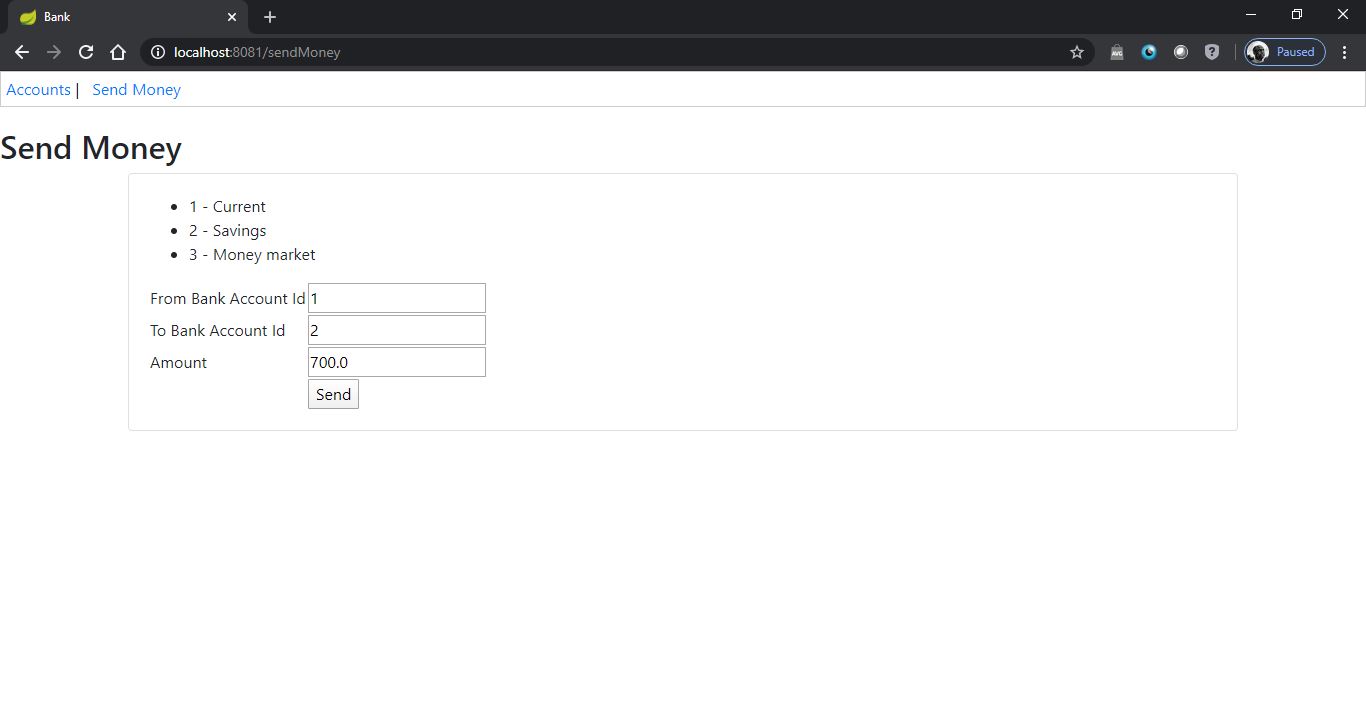 Bank
localhost:8081/sendMoney
AVG
?
Paused
Accounts | Send Money
Send Money
1 - Current
2 - Savings
3 - Money market
From Bank Account Id 1
To Bank Account Id 2
Amount 700.0
Send